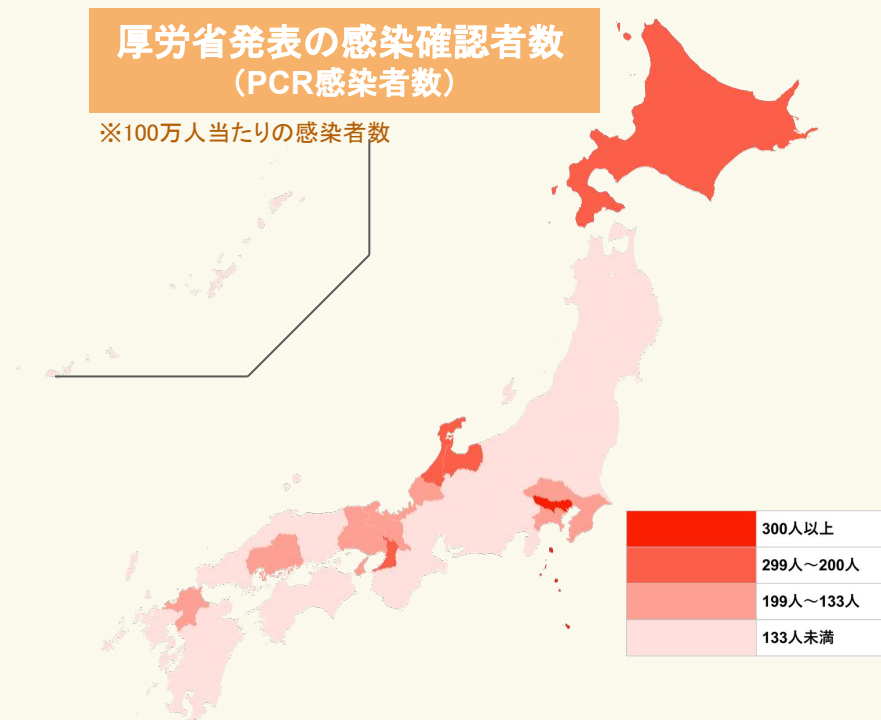 厚労省発表の感染確認者数
（PCR感染者数）
※100万人当たりの感染者数
300人以上
299人～200人
199人～133人
133人未満